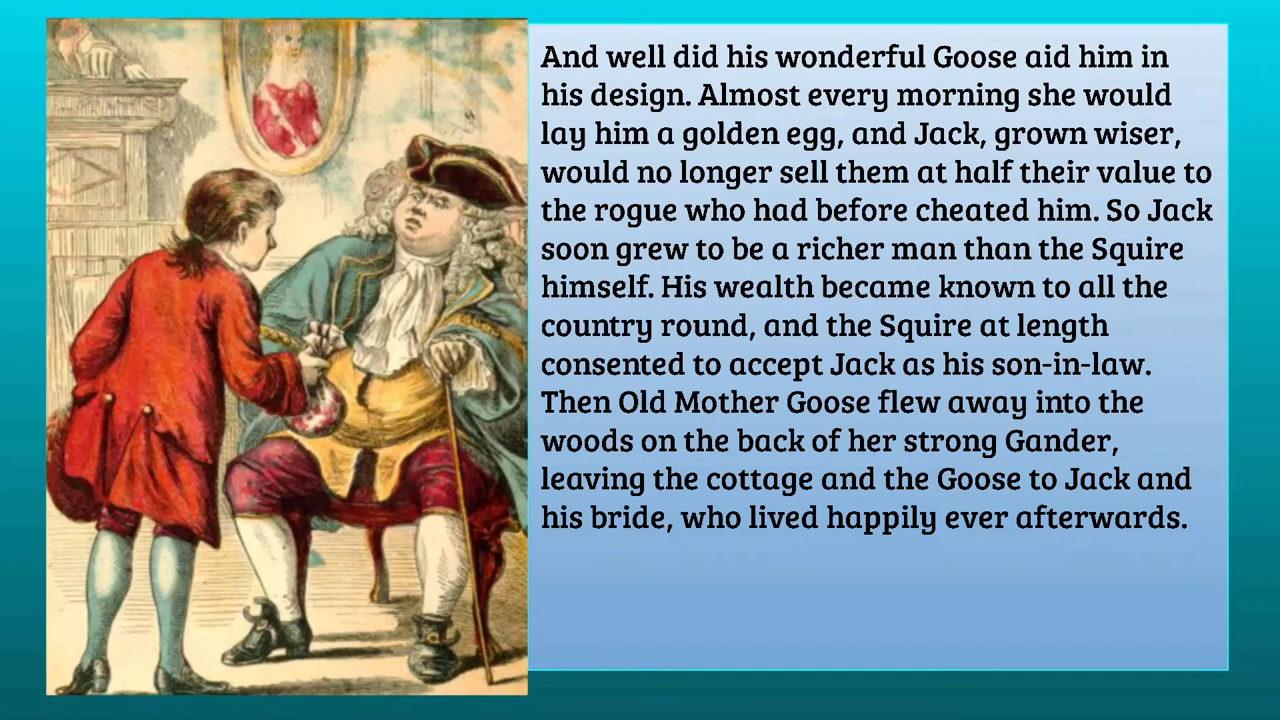 And well did his wonderful Goose aid him in
his design. Almost every morning she would
lay him a golden egg, and Jack, grown wiser,
would no longer sell them at half their value to
the rogue who had before cheated him. So Jack
soon grew to be a richer man than the Squire
himself. His wealth became known to all the
country round, and the Squire at length
consented to accept Jack as his son-in-law.
Then Old Mother Goose flew away into the
woods on the back of her strong Gander,
leaving the cottage and the Goose to Jack and
his bride, who lived happily ever afterwards.